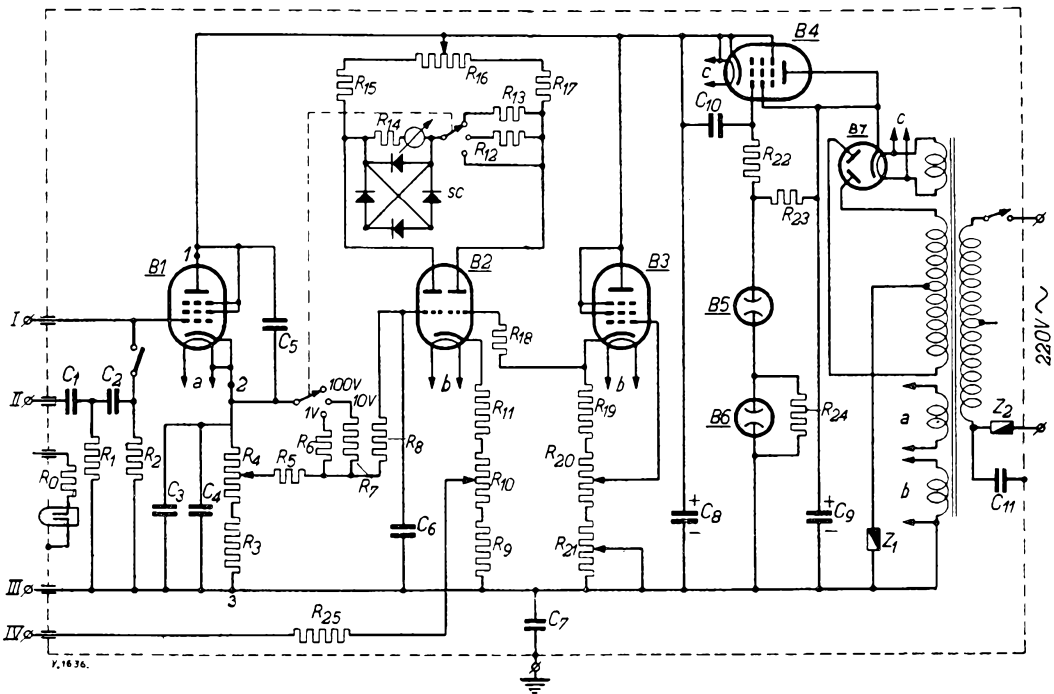 B4
c
R16
R15
R17
C10
R13
R14
R12
B7
c
R22
SC
R23
1
B1
B2
B3
I
C5
R18
B5
220V ~
a
b
b
2
II
C1
C2
100V
10V
1V
R11
R19
B6
R24
a
Z2
R1
R2
R4
R6
R8
R5
R7
R20
R0
R10
b
C11
C3
C4
C6
C8
+
−
C9
+
−
R3
R9
R21
Z1
III
3
R25
C7
IV
V.1636.